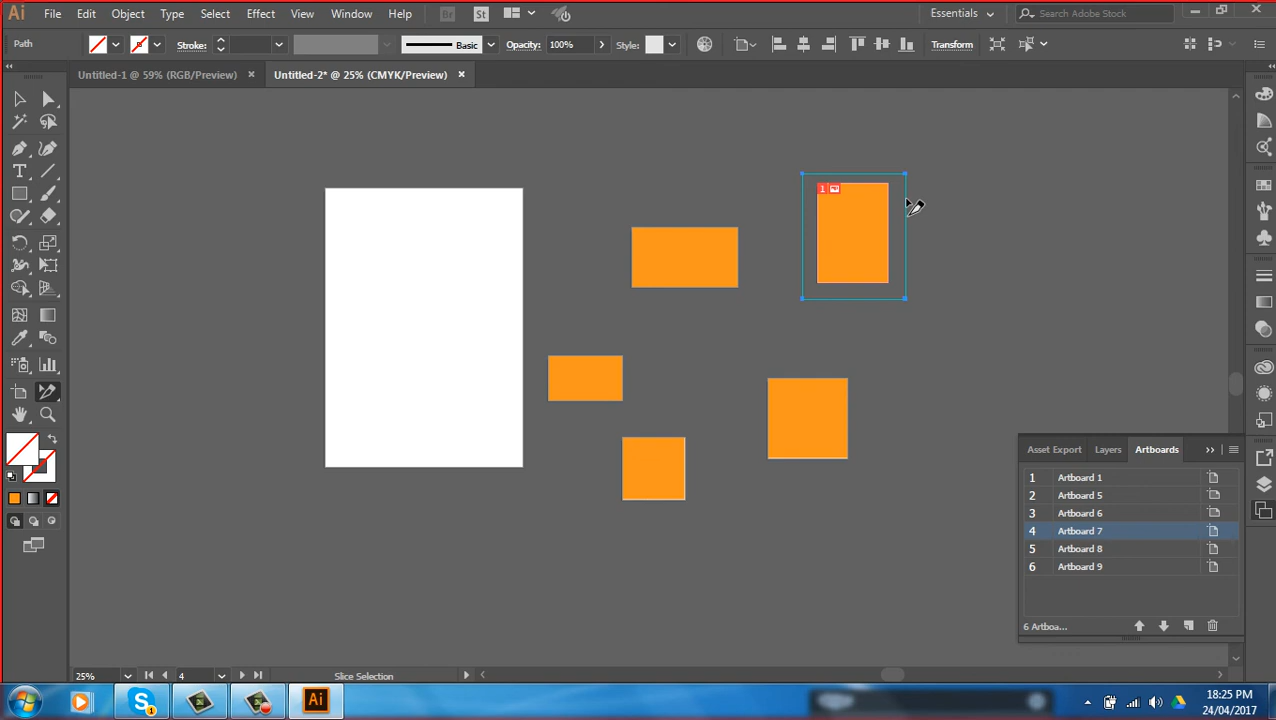 Ai File Edit Object Type Select Effect View Window Help Br St Essentials Search Adobe Stock
Path Stroke: Basic Opacity: 100% Style: Transform
Untitled-1 @ 59% (RGB/Preview) × Untitled-2* @ 25% (CMYK/Preview) ×
1
Asset Export Layers Artboards
1 Artboard 1
2 Artboard 5
3 Artboard 6
4 Artboard 7
5 Artboard 8
6 Artboard 9
6 Artboa...
25% 4 Slice Selection
S 1 Ai 18:25 PM
24/04/2017